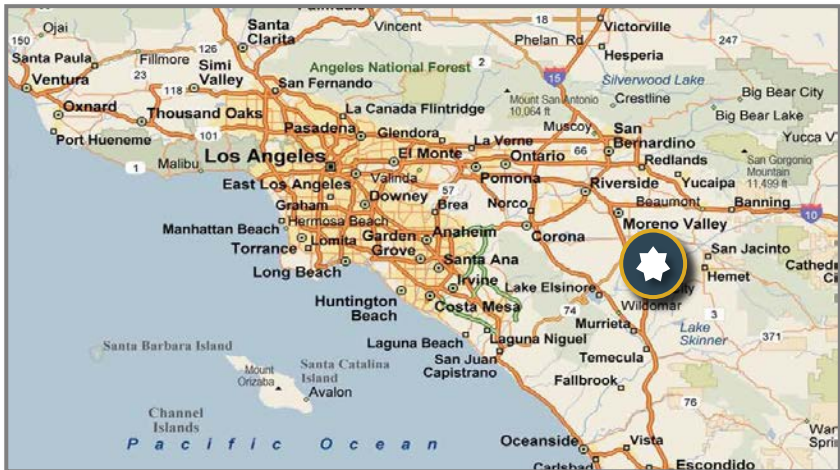 Palmdale
Vincent
18
Victorville
Ojai
Santa
Clarita
Phelan Rd
247
150
126
Hesperia
Santa Paula
Fillmore
Simi
Valley
Angeles National Forest
2
15
Silverwood Lake
Ventura
23
118
San Fernando
Mount San Antonio
10,064 ft
Crestline
Big Bear City
Oxnard
Thousand Oaks
La Canada Flintridge
Big Bear Lake
Port Hueneme
101
Pasadena
Glendora
Muscoy
San
Bernardino
Yucca V
La Verne
66
Los Angeles
El Monte
Ontario
Redlands
San Gorgonio
Mountain
11,499 ft
1
Malibu
Valinda
Pomona
Yucaipa
East Los Angeles
57
Riverside
Beaumont
Banning
Graham
Downey
Brea
Norco
10
Manhattan Beach
Hermosa Beach
Moreno Valley
Torrance
Lomita
Garden
Grove
Anaheim
Corona
San Jacinto
Long Beach
Santa Ana
Hemet
Cathed
Ci
Irvine
Lake Elsinore
ity
Huntington
Beach
Costa Mesa
74
Wildomar
3
Murrieta
Lake
Skinner
371
Laguna Beach
Laguna Niguel
Santa Barbara Island
San Juan
Capistrano
Temecula
Mount
Orizaba
Santa Catalina
Island
Fallbrook
Avalon
76
Channel
Islands
War
Sprin
Pacific Ocean
Oceanside
Vista
Carlsbad
Escondido